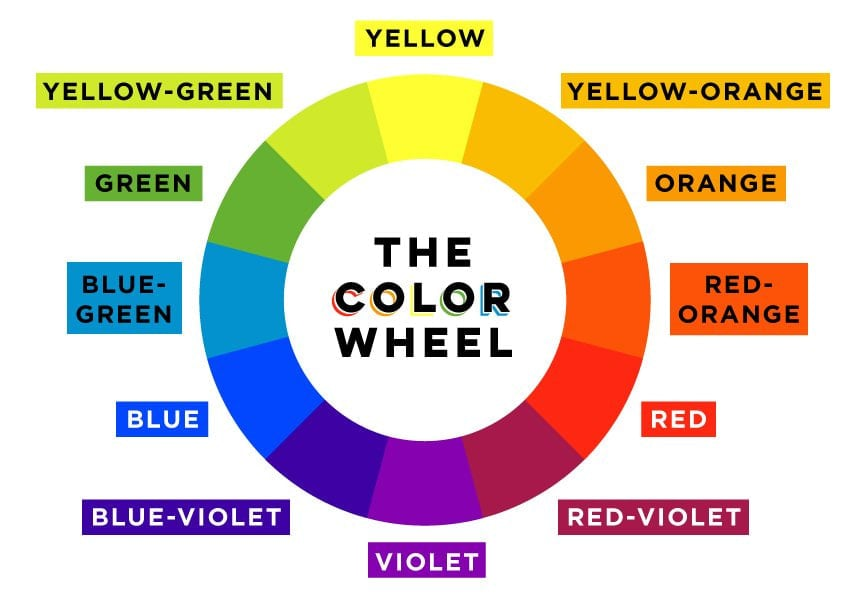 YELLOW
YELLOW-GREEN
YELLOW-ORANGE
GREEN
ORANGE
THE
COLOR
WHEEL
BLUE-
GREEN
RED-
ORANGE
BLUE
RED
BLUE-VIOLET
RED-VIOLET
VIOLET